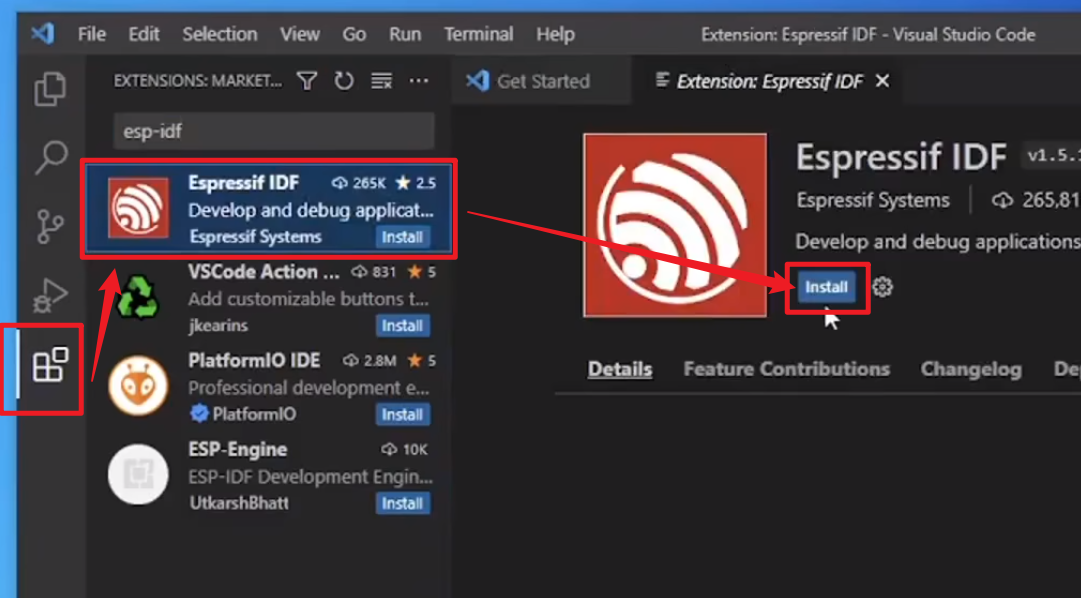 File Edit Selection View Go Run Terminal Help
Extension: Espressif IDF - Visual Studio Code
EXTENSIONS: MARKET...
Get Started
Extension: Espressif IDF
esp-idf
Espressif IDF 265K 2.5
Develop and debug applicat...
Espressif Systems Install
VSCode Action ... 831 5
Add customizable buttons t...
jkearins Install
PlatformIO IDE 2.8M 5
Professional development e...
PlatformIO Install
ESP-Engine 10K
ESP-IDF Development Engin...
UtkarshBhatt Install
Espressif IDF v1.5.1
Espressif Systems 265,81
Develop and debug applications
Install
Details Feature Contributions Changelog De